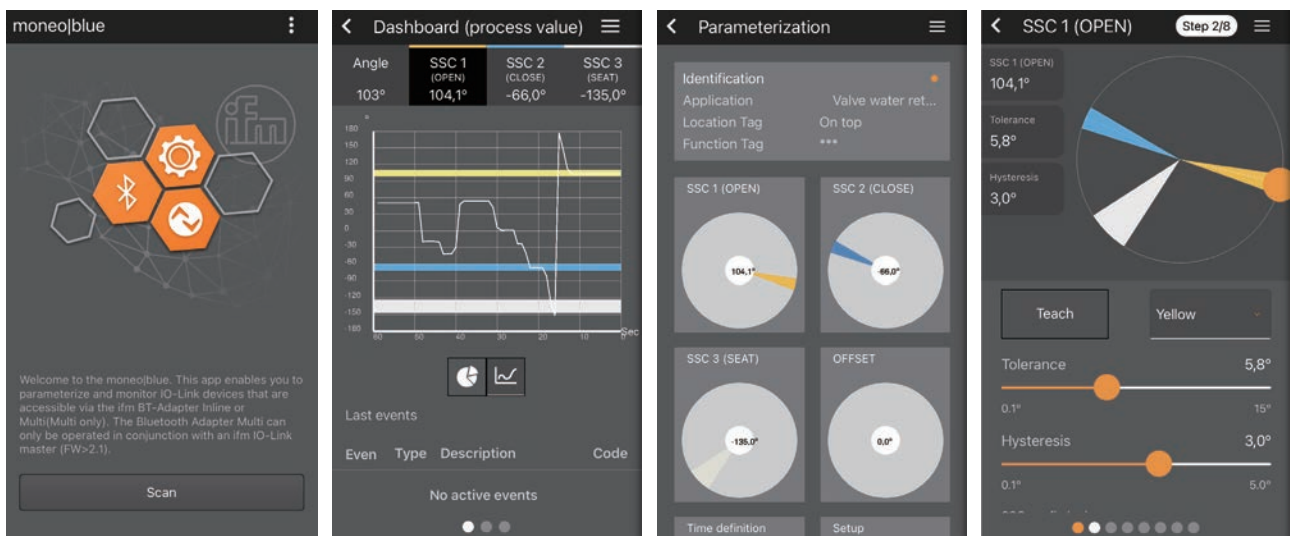 moneo|blue
ifm
Welcome to the moneo|blue. This app enables you to
parameterize and monitor IO-Link devices that are
accessible via the ifm BT-Adapter Inline or
Multi(Multi only). The Bluetooth Adapter Multi can
only be operated in conjunction with an ifm IO-Link
master (FW>2.1).
Scan
Dashboard (process value)
Angle SSC 1 SSC 2 SSC 3
(OPEN) (CLOSE) (SEAT)
103° 104,1° -66,0° -135,0°
°
180
150
120
90
60
30
0
-30
-60
-90
-120
-150
-180
60 50 40 30 20 10 0 Sec
Last events
Even Type Description Code
No active events
Parameterization
Identification
Application Valve water ret...
Location Tag On top
Function Tag ***
SSC 1 (OPEN) SSC 2 (CLOSE)
104,1° -66,0°
SSC 3 (SEAT) OFFSET
-135,0° 0,0°
Time definition Setup
SSC 1 (OPEN) Step 2/8
SSC 1 (OPEN)
104,1°
Tolerance
5,8°
Hysteresis
3,0°
Teach Yellow
Tolerance 5,8°
0.1° 15°
Hysteresis 3,0°
0.1° 5.0°